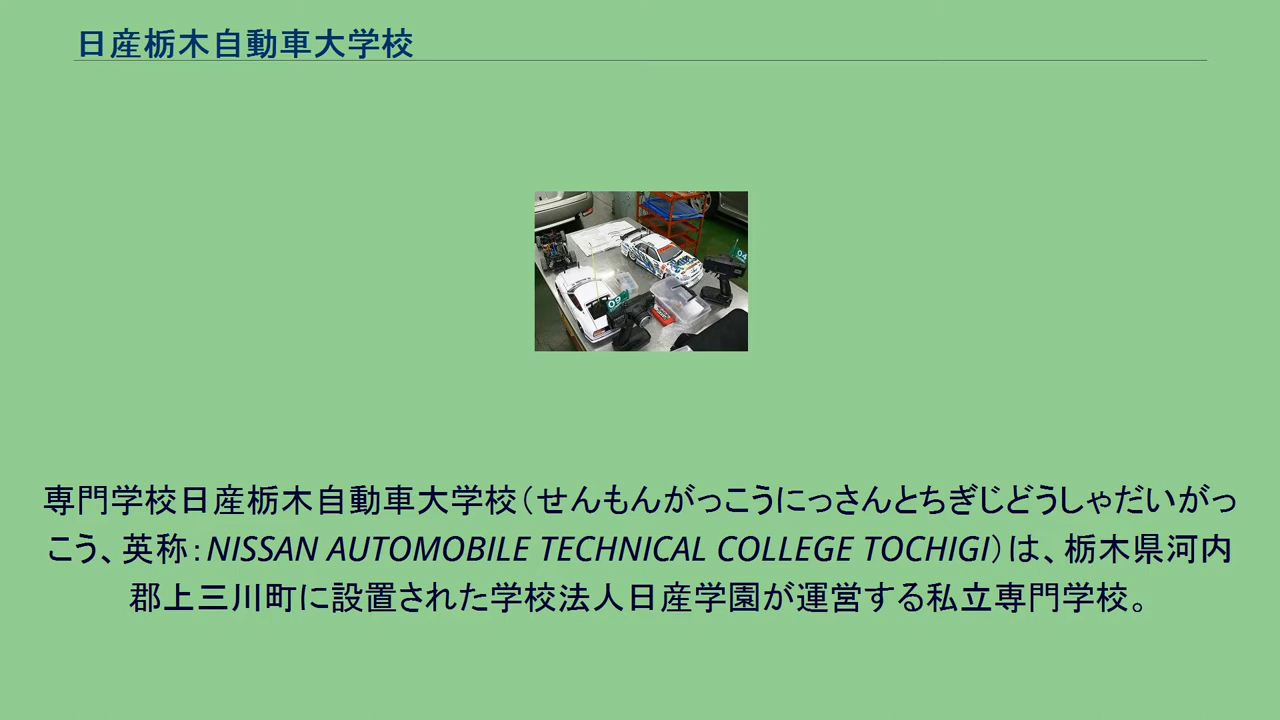 日産栃木自動車大学校
04
09
専門学校日産栃木自動車大学校(せんもんがっこうにっさんとちぎじどうしゃだいがっ
こう、英称:NISSAN AUTOMOBILE TECHNICAL COLLEGE TOCHIGI)は、栃木県河内
郡上三川町に設置された学校法人日産学園が運営する私立専門学校。